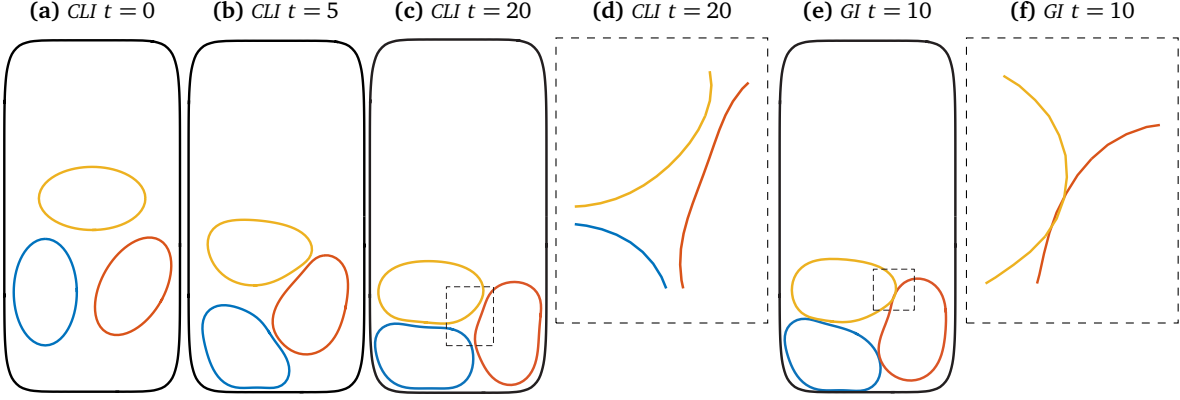 (a) CLI t = 0
(b) CLI t = 5
(c) CLI t = 20
(d) CLI t = 20
(e) GI t = 10
(f) GI t = 10